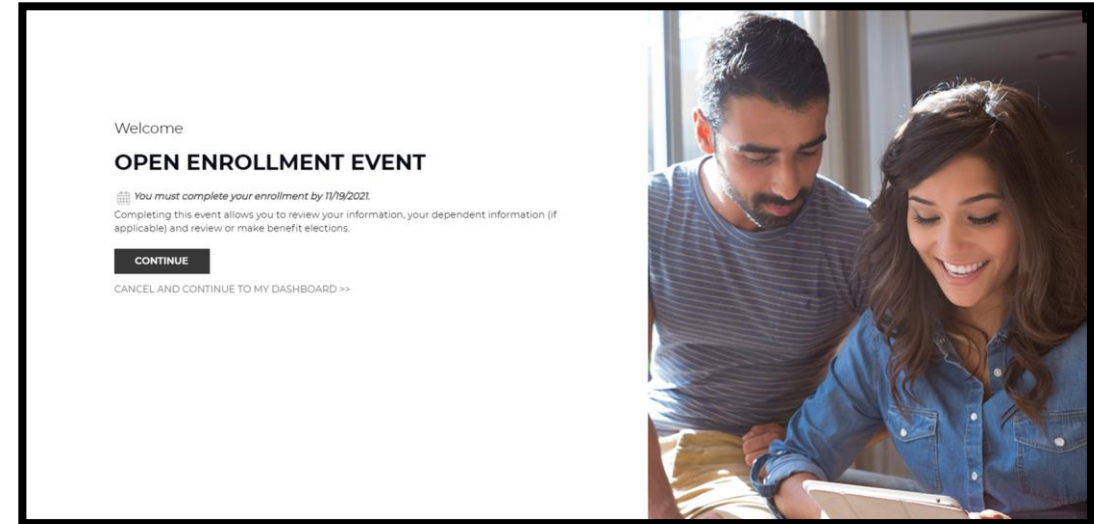 Welcome
OPEN ENROLLMENT EVENT
You must complete your enrollment by 11/19/2021.
Completing this event allows you to review your information, your dependent information (if
applicable) and review or make benefit elections.
CONTINUE
CANCEL AND CONTINUE TO MY DASHBOARD >>